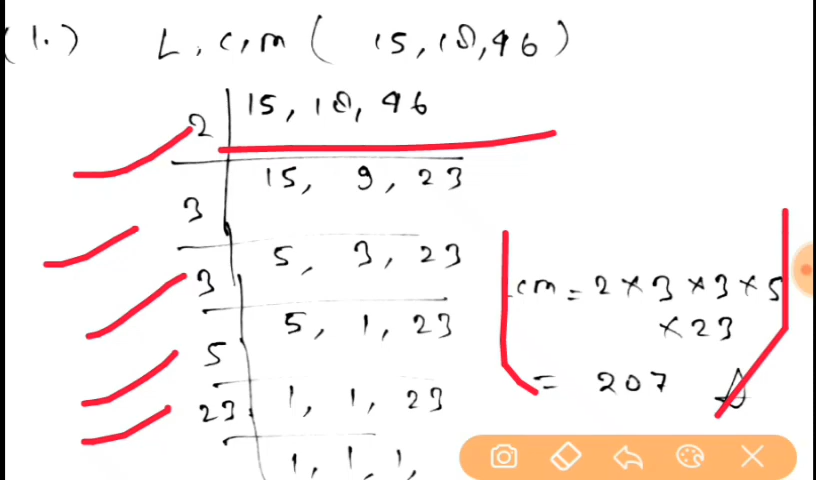 (1.) L.C.M ( 15, 18, 46 )
2 | 15, 18, 46
3 | 15, 9, 23
3 | 5, 3, 23
5 | 5, 1, 23
23 | 1, 1, 23
1, 1, 1,
cm = 2 × 3 × 3 × 5
× 23
= 207